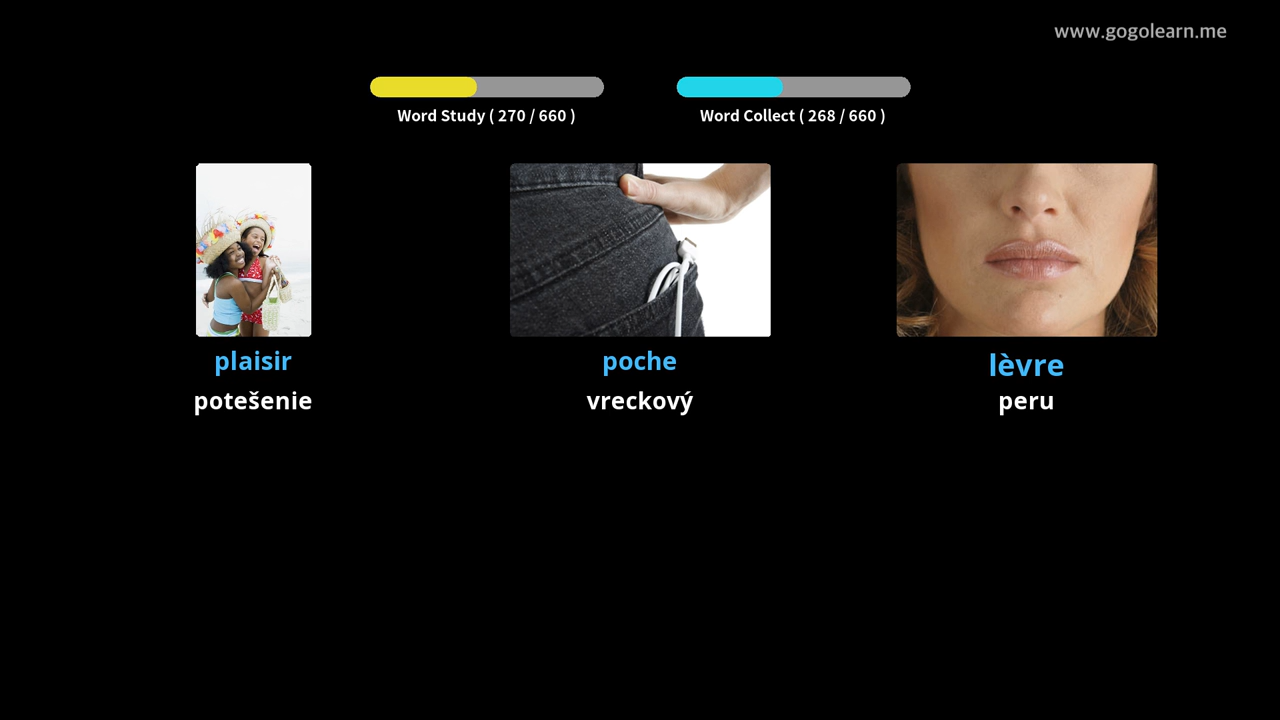 www.gogolearn.me
Word Study ( 270 / 660 )
Word Collect ( 268 / 660 )
plaisir
poche
lèvre
potešenie
vreckový
peru